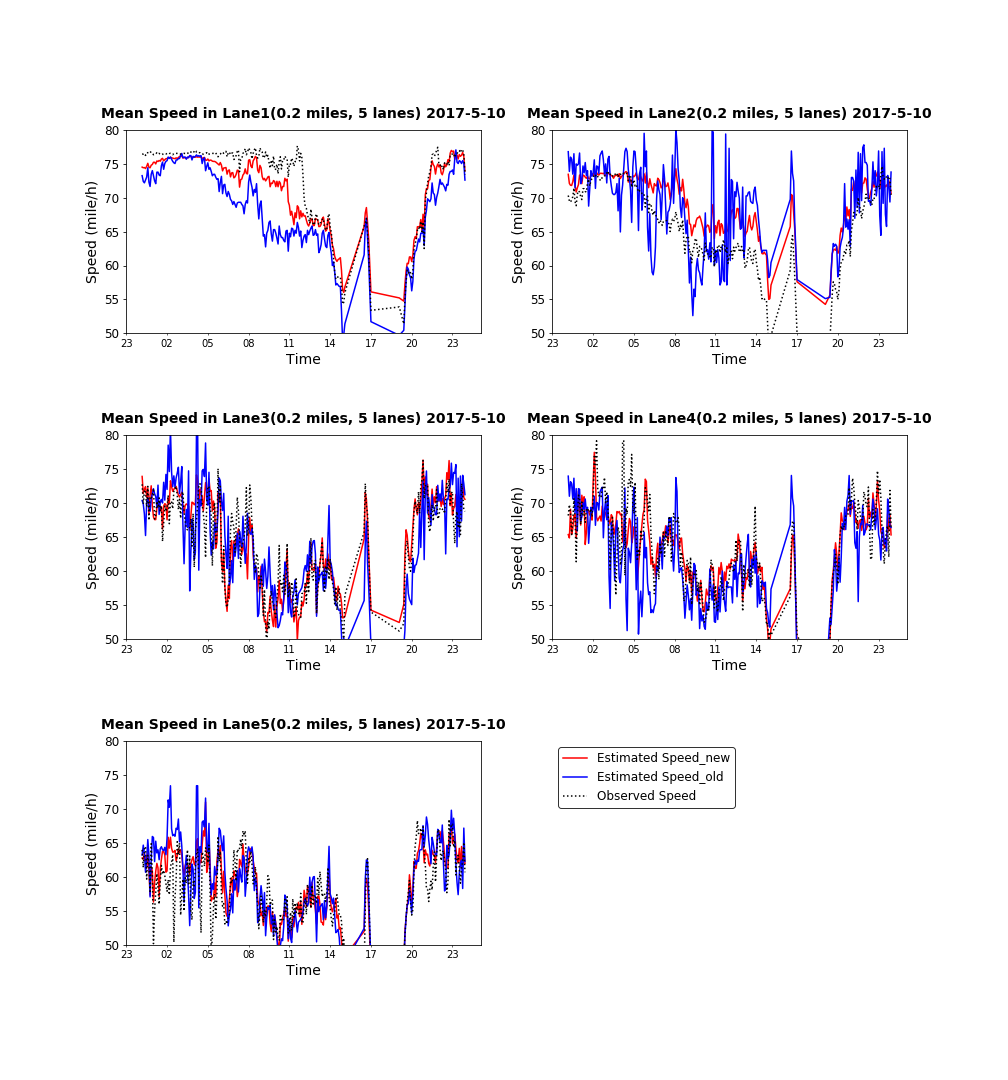 Mean Speed in Lane1(0.2 miles, 5 lanes) 2017-5-10
80
75
70
65
60
55
50
Speed (mile/h)
23 02 05 08 11 14 17 20 23
Time
Mean Speed in Lane2(0.2 miles, 5 lanes) 2017-5-10
80
75
70
65
60
55
50
Speed (mile/h)
23 02 05 08 11 14 17 20 23
Time
Mean Speed in Lane3(0.2 miles, 5 lanes) 2017-5-10
80
75
70
65
60
55
50
Speed (mile/h)
23 02 05 08 11 14 17 20 23
Time
Mean Speed in Lane4(0.2 miles, 5 lanes) 2017-5-10
80
75
70
65
60
55
50
Speed (mile/h)
23 02 05 08 11 14 17 20 23
Time
Mean Speed in Lane5(0.2 miles, 5 lanes) 2017-5-10
80
75
70
65
60
55
50
Speed (mile/h)
23 02 05 08 11 14 17 20 23
Time
Estimated Speed_new
Estimated Speed_old
Observed Speed